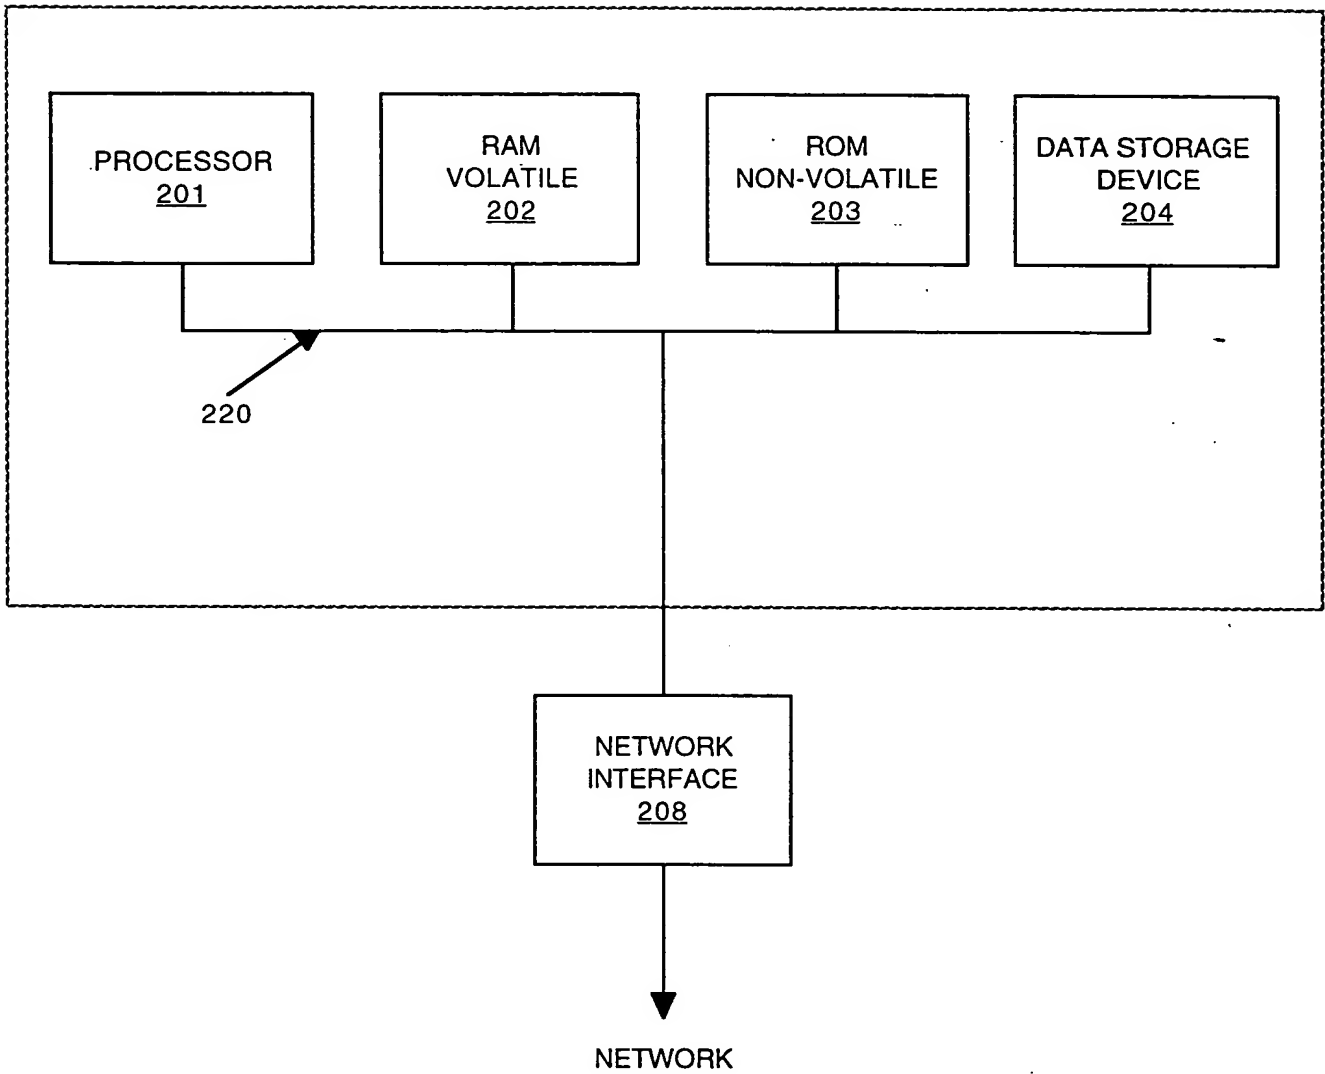 PROCESSOR
201
RAM
VOLATILE
202
ROM
NON-VOLATILE
203
DATA STORAGE
DEVICE
204
220
NETWORK
INTERFACE
208
NETWORK